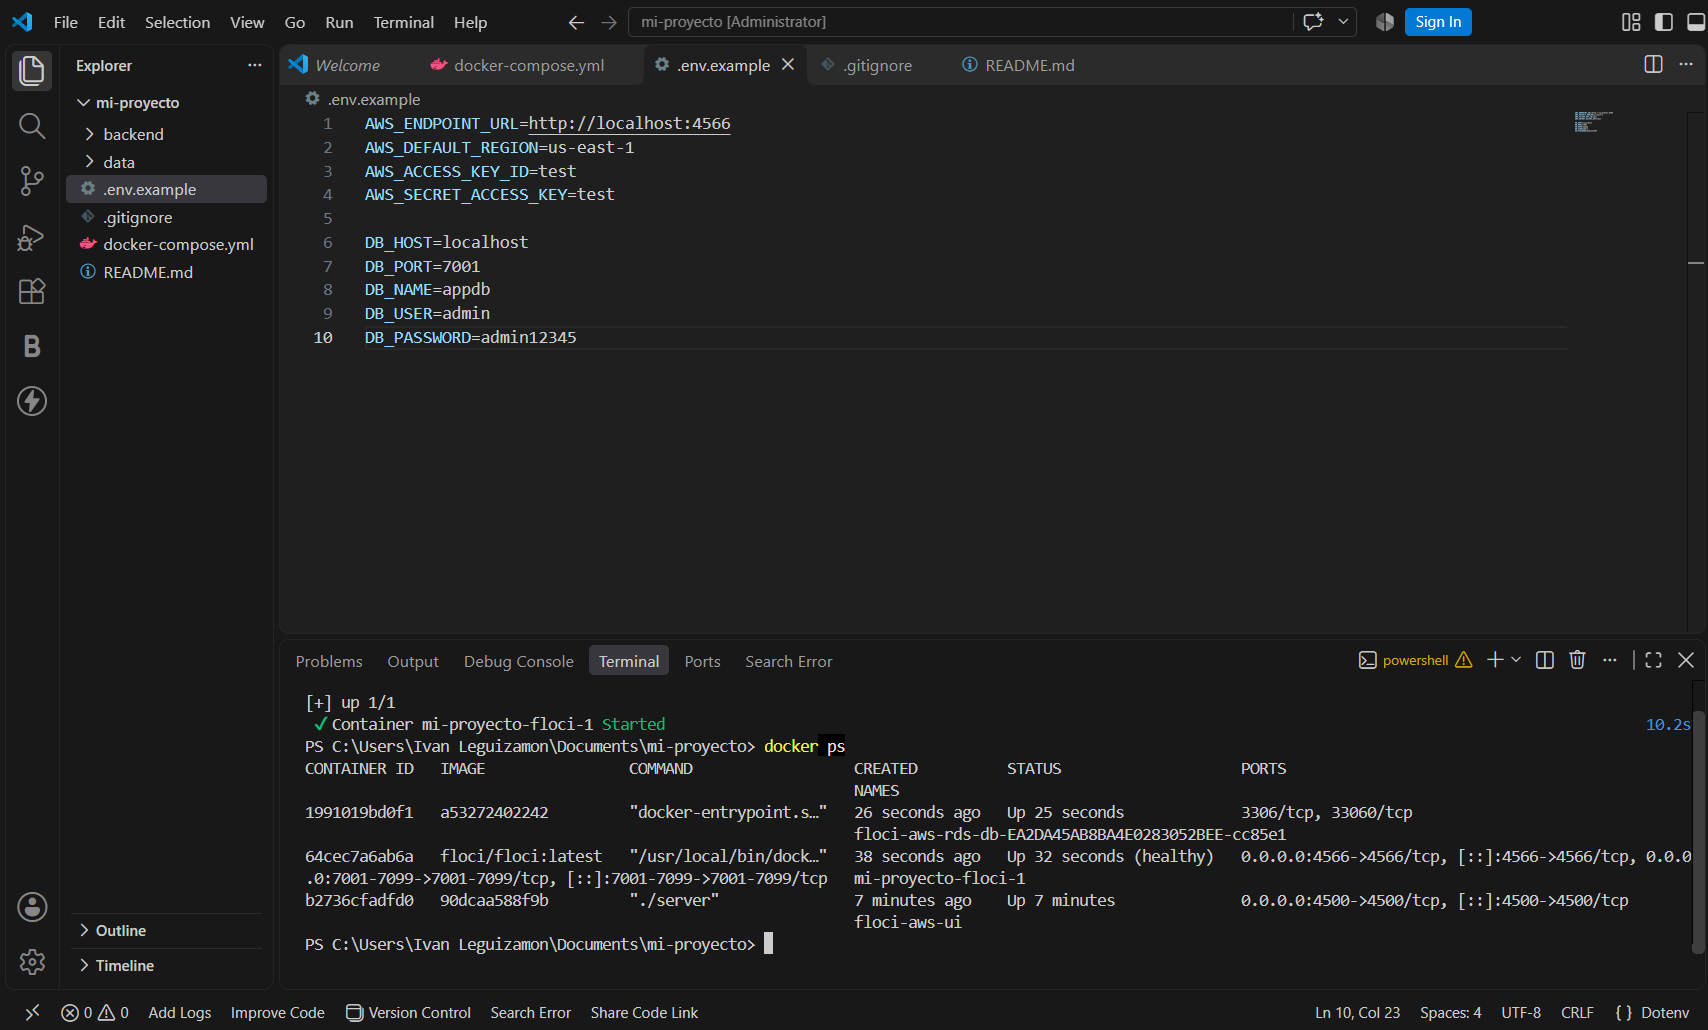 File Edit Selection View Go Run Terminal Help
mi-proyecto [Administrator]
Sign In
Explorer
mi-proyecto
backend
data
.env.example
.gitignore
docker-compose.yml
README.md
Outline
Timeline
Welcome docker-compose.yml .env.example .gitignore README.md
.env.example
1 AWS_ENDPOINT_URL=http://localhost:4566
2 AWS_DEFAULT_REGION=us-east-1
3 AWS_ACCESS_KEY_ID=test
4 AWS_SECRET_ACCESS_KEY=test
5
6 DB_HOST=localhost
7 DB_PORT=7001
8 DB_NAME=appdb
9 DB_USER=admin
10 DB_PASSWORD=admin12345
Problems Output Debug Console Terminal Ports Search Error
powershell
[+] up 1/1
✓ Container mi-proyecto-floci-1 Started 10.2s
PS C:\Users\Ivan Leguizamon\Documents\mi-proyecto> docker ps
CONTAINER ID IMAGE COMMAND CREATED STATUS PORTS
NAMES
1991019bd0f1 a53272402242 "docker-entrypoint.s…" 26 seconds ago Up 25 seconds 3306/tcp, 33060/tcp
floci-aws-rds-db-EA2DA45AB8BA4E0283052BEE-cc85e1
64cec7a6ab6a floci/floci:latest "/usr/local/bin/dock…" 38 seconds ago Up 32 seconds (healthy) 0.0.0.0:4566->4566/tcp, [::]:4566->4566/tcp, 0.0.0
.0:7001-7099->7001-7099/tcp, [::]:7001-7099->7001-7099/tcp mi-proyecto-floci-1
b2736cfadfd0 90dcaa588f9b "./server" 7 minutes ago Up 7 minutes 0.0.0.0:4500->4500/tcp, [::]:4500->4500/tcp
floci-aws-ui
PS C:\Users\Ivan Leguizamon\Documents\mi-proyecto>
0 0 Add Logs Improve Code Version Control Search Error Share Code Link Ln 10, Col 23 Spaces: 4 UTF-8 CRLF { } Dotenv